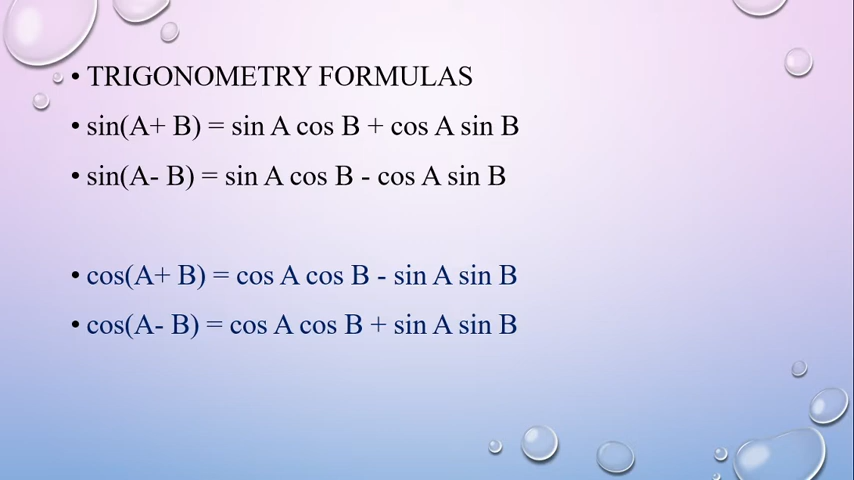 • TRIGONOMETRY FORMULAS
• sin(A+ B) = sin A cos B + cos A sin B
• sin(A- B) = sin A cos B - cos A sin B
• cos(A+ B) = cos A cos B - sin A sin B
• cos(A- B) = cos A cos B + sin A sin B